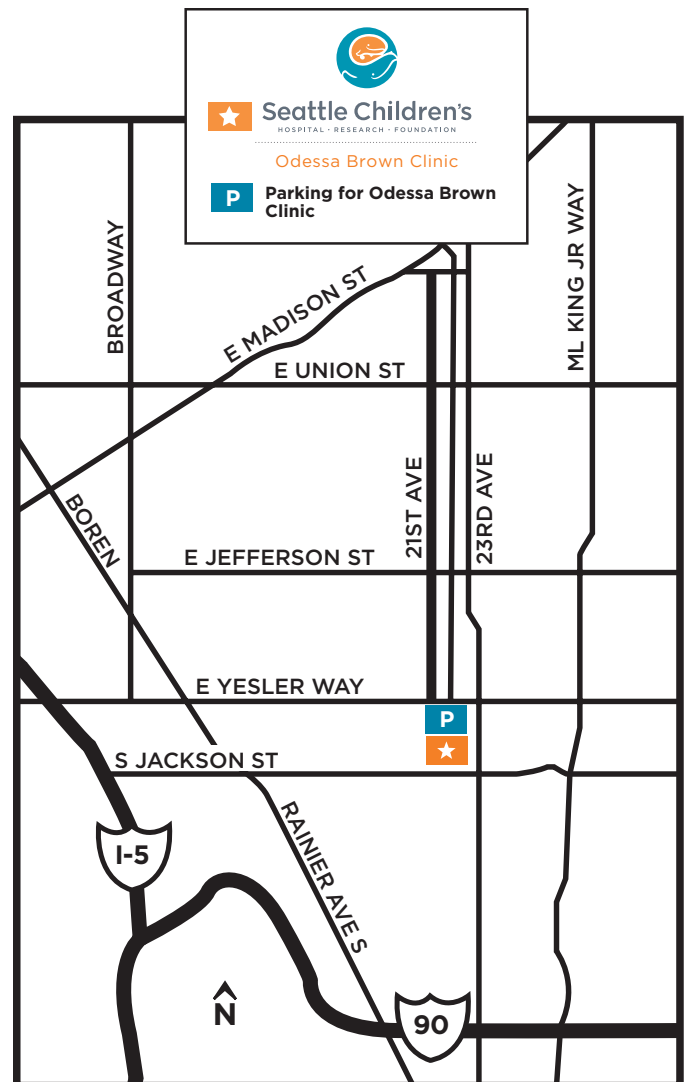 Seattle Children's
HOSPITAL • RESEARCH • FOUNDATION
Odessa Brown Clinic
P
Parking for Odessa Brown
Clinic
BROADWAY
E MADISON ST
ML KING JR WAY
E UNION ST
BOREN
21ST AVE
23RD AVE
E JEFFERSON ST
E YESLER WAY
P
S JACKSON ST
I-5
RAINIER AVE S
N
90